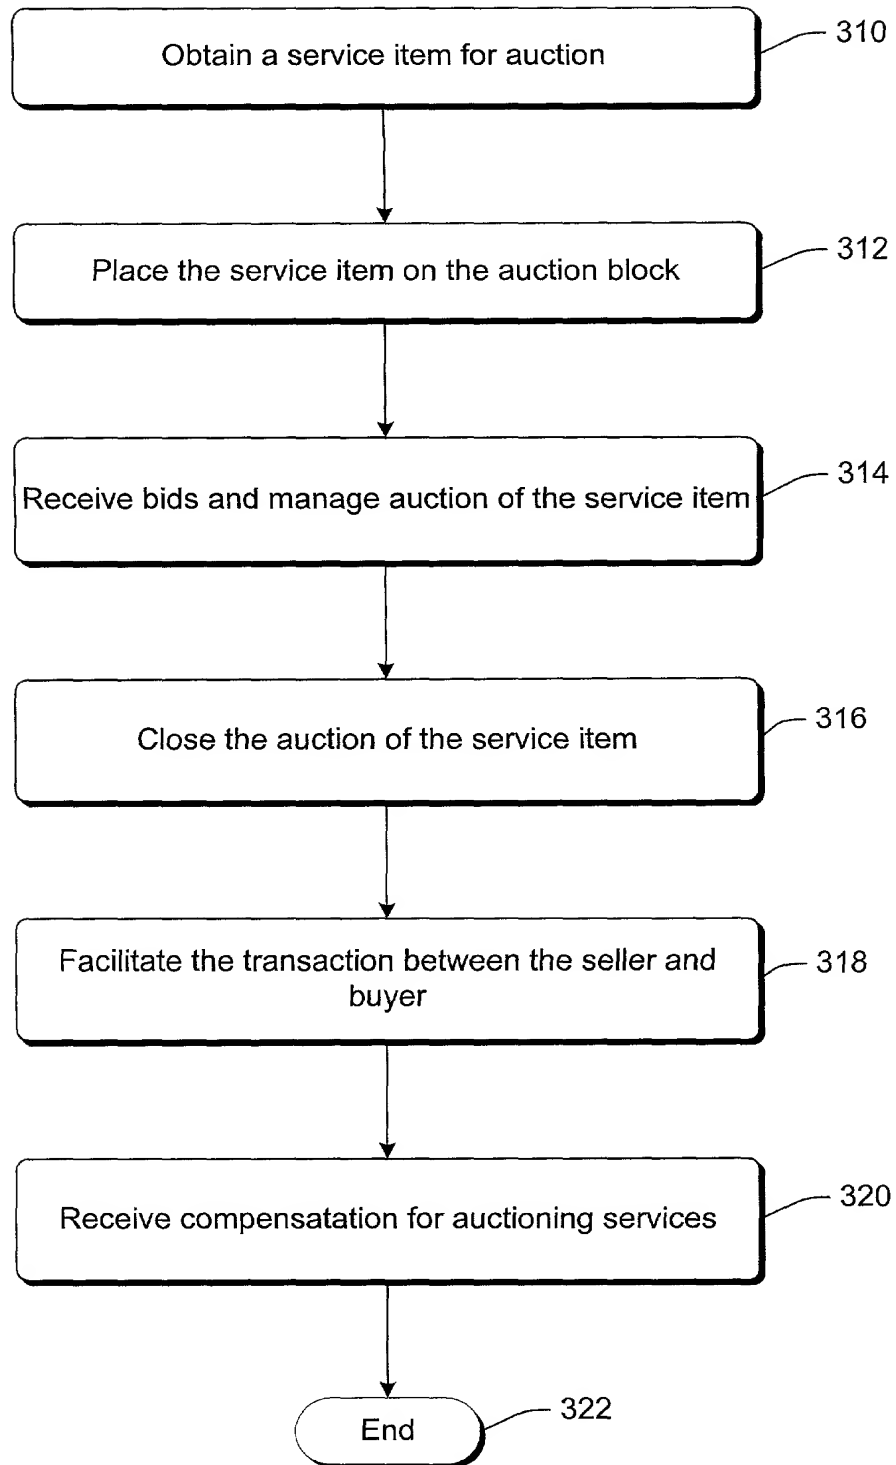 Obtain a service item for auction
310
Place the service item on the auction block
312
Receive bids and manage auction of the service item
314
Close the auction of the service item
316
Facilitate the transaction between the seller and
buyer
318
Receive compensatation for auctioning services
320
End
322